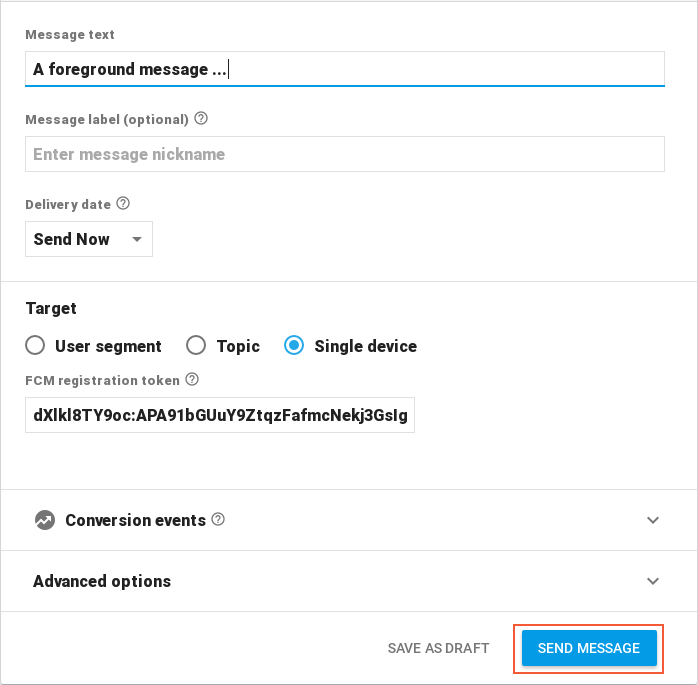 Message text
A foreground message ...
Message label (optional)
Enter message nickname
Delivery date
Send Now
Target
User segment Topic Single device
FCM registration token
dXlkl8TY9oc:APA91bGUuY9ZtqzFafmcNekj3GsIg
Conversion events
Advanced options
SAVE AS DRAFT SEND MESSAGE